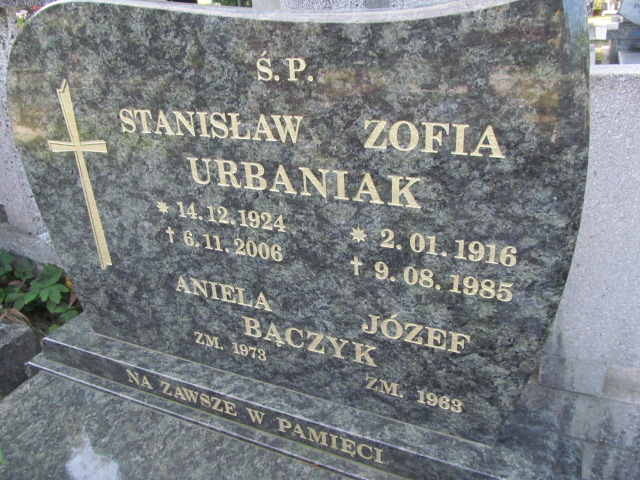 Ś.P.
STANISŁAW ZOFIA
URBANIAK
* 14.12.1924 * 2.01.1916
† 6.11.2006 † 9.08.1985
ANIELA JÓZEF
BĄCZYK
ZM. 1973 ZM. 1963
NA ZAWSZE W PAMIĘCI